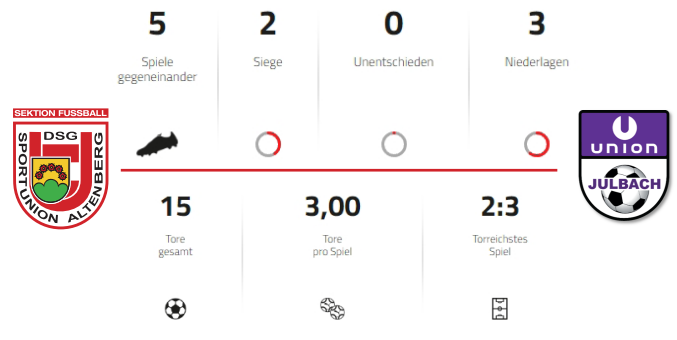 5
2
0
3
Spiele
gegeneinander
Siege
Unentschieden
Niederlagen
SEKTION FUSSBALL
DSG
SPORTUNION ALTENBERG
union
JULBACH
15
3,00
2:3
Tore
gesamt
Tore
pro Spiel
Torreichstes
Spiel